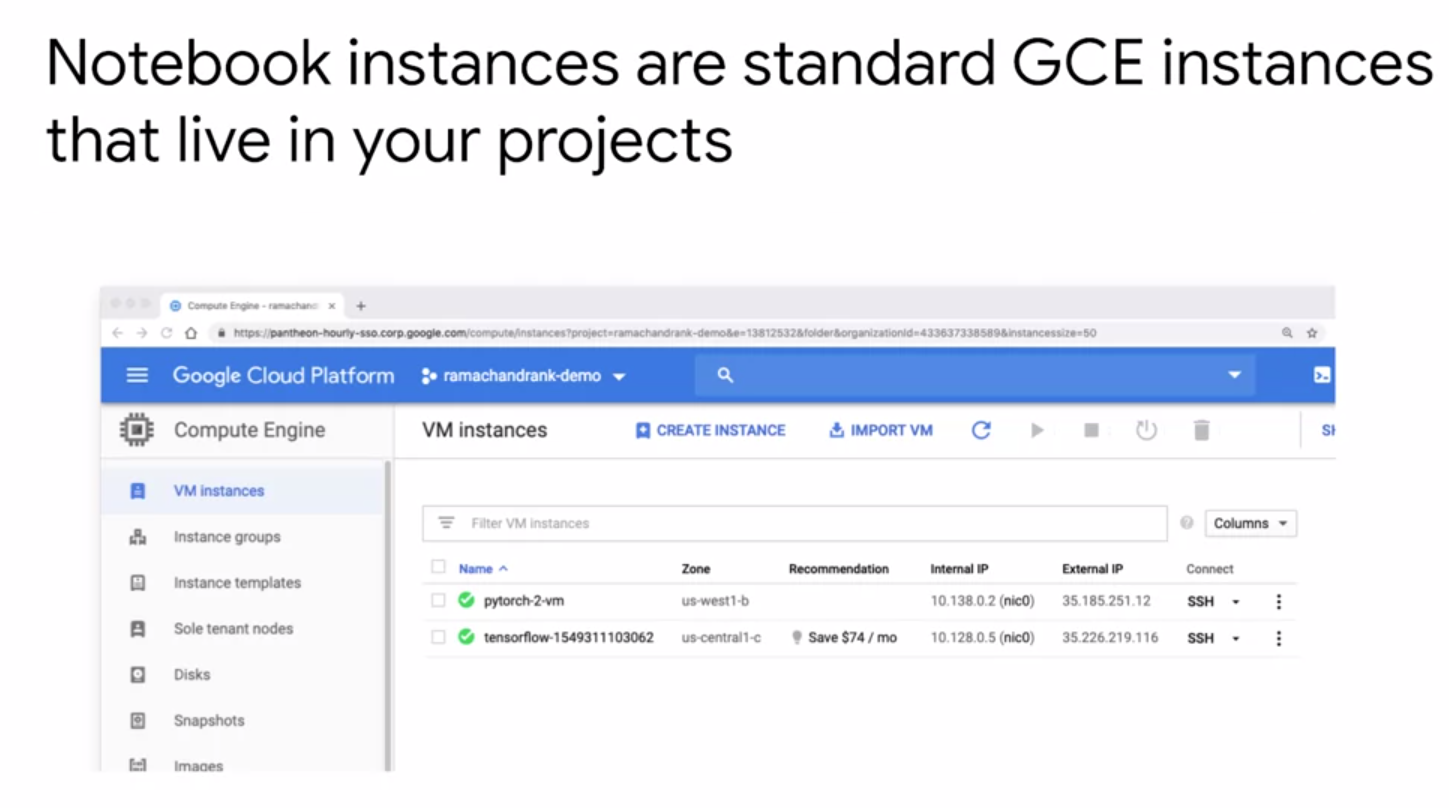 Notebook instances are standard GCE instances
that live in your projects
Compute Engine - ramachand
https://pantheon-hourly-sso.corp.google.com/compute/instances?project=ramachandrank-demo&e=13812532&folder&organizationId=433637338589&instancessize=50
Google Cloud Platform ramachandrank-demo
Compute Engine VM instances CREATE INSTANCE IMPORT VM
VM instances
Instance groups
Instance templates
Sole tenant nodes
Disks
Snapshots
Images
Filter VM instances Columns
Name Zone Recommendation Internal IP External IP Connect
pytorch-2-vm us-west1-b 10.138.0.2 (nic0) 35.185.251.12 SSH
tensorflow-1549311103062 us-central1-c Save $74 / mo 10.128.0.5 (nic0) 35.226.219.116 SSH